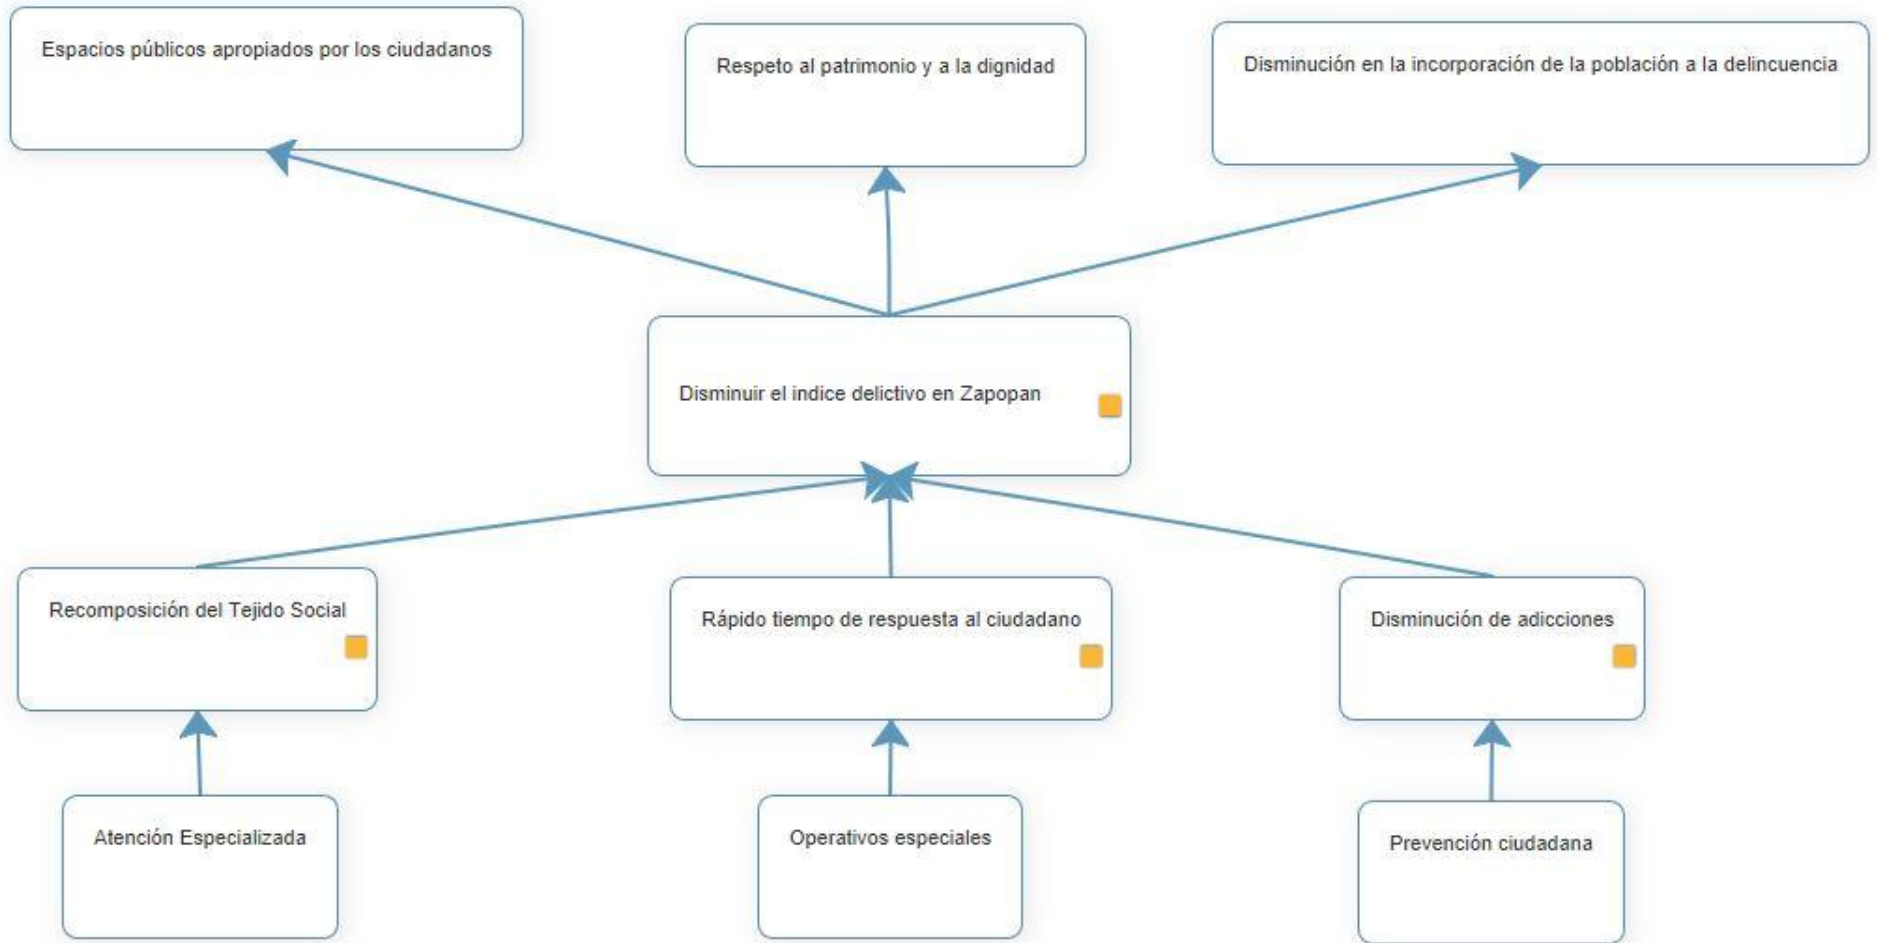 Espacios públicos apropiados por los ciudadanos
Respeto al patrimonio y a la dignidad
Disminución en la incorporación de la población a la delincuencia
Disminuir el indice delictivo en Zapopan
Recomposición del Tejido Social
Rápido tiempo de respuesta al ciudadano
Disminución de adicciones
Atención Especializada
Operativos especiales
Prevención ciudadana